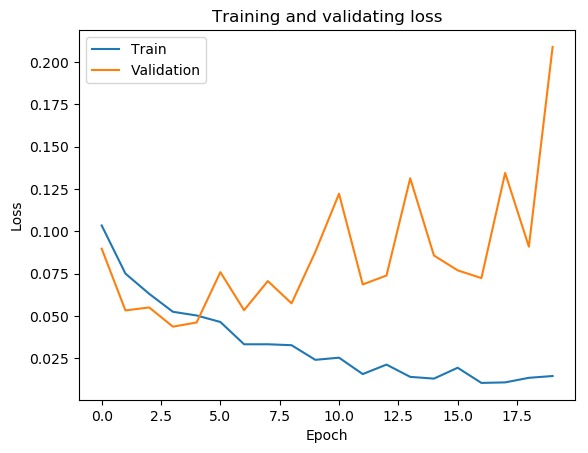 Training and validating loss
Train
Validation
0.200
0.175
0.150
0.125
0.100
0.075
0.050
0.025
Loss
0.0 2.5 5.0 7.5 10.0 12.5 15.0 17.5
Epoch